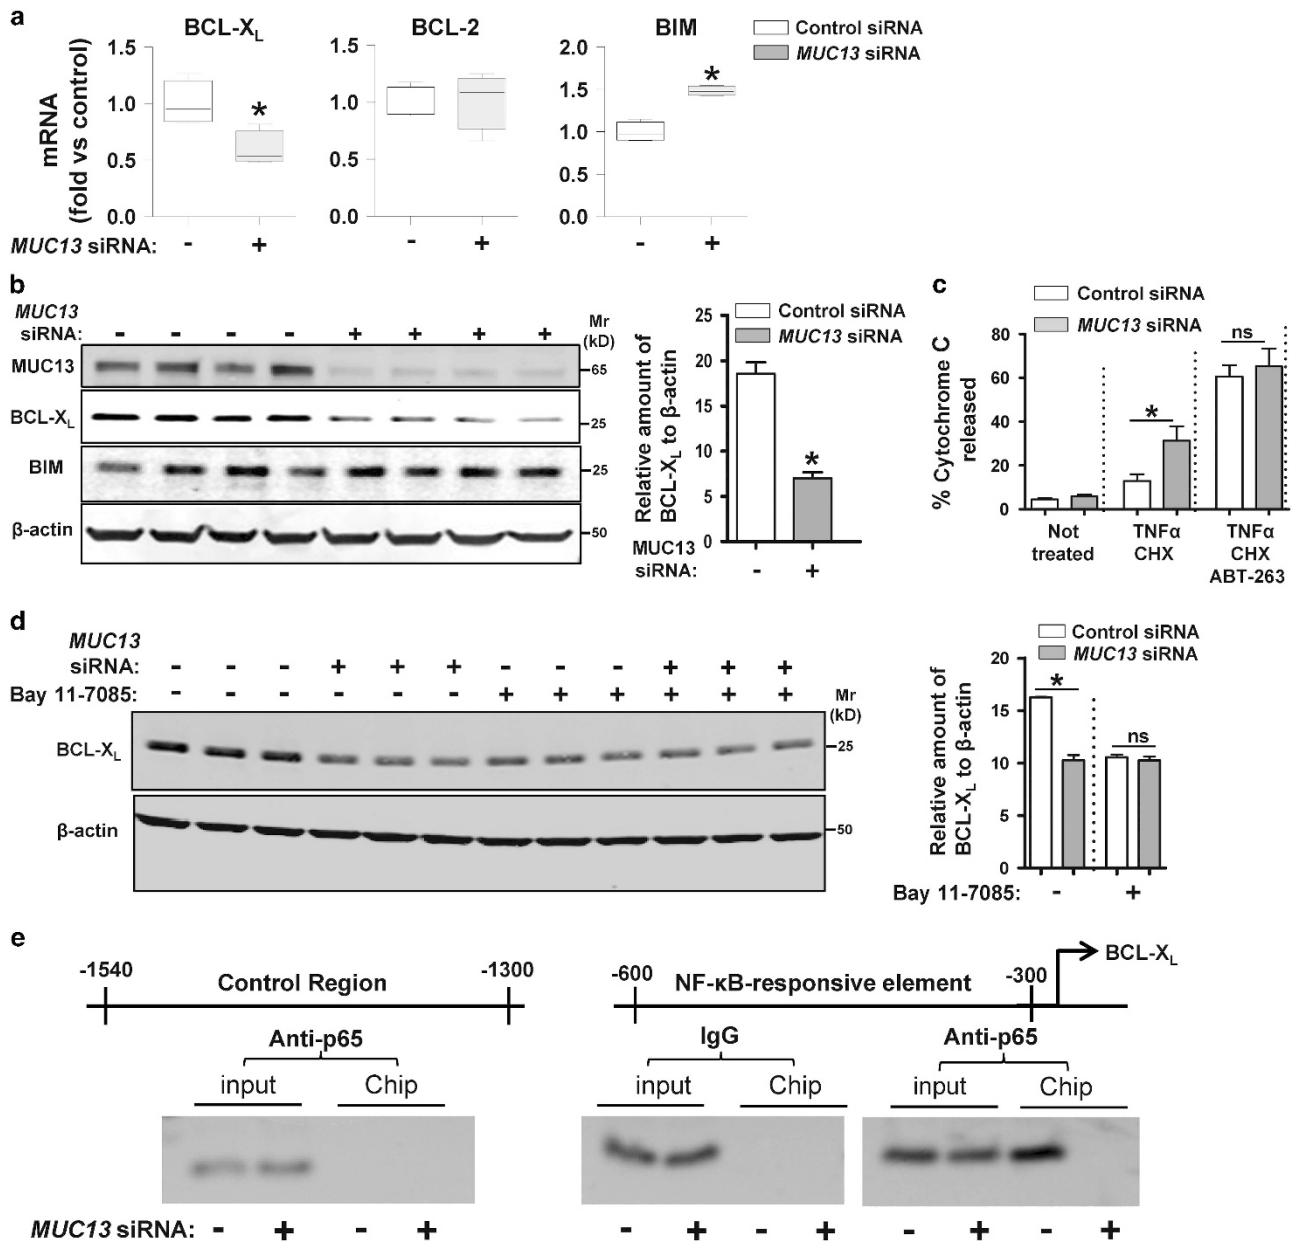 a
BCL-XL BCL-2 BIM
Control siRNA
MUC13 siRNA
mRNA
(fold vs control)
1.5
1.0
0.5
0.0
1.5
1.0
0.5
0.0
2.0
1.5
1.0
0.5
0.0
*
*
MUC13 siRNA: - + - + - +
b
MUC13
siRNA: - - - - + + + +
Mr
(kD)
MUC13 65
BCL-XL 25
BIM 25
β-actin 50
Control siRNA
MUC13 siRNA
Relative amount of
BCL-XL to β-actin
25
20
15
10
5
0
*
MUC13
siRNA: - +
c
Control siRNA
MUC13 siRNA
% Cytochrome C
released
80
60
40
20
0
*
ns
Not
treated
TNFα
CHX
TNFα
CHX
ABT-263
d
MUC13
siRNA: - - - + + + - - - + + +
Bay 11-7085: - - - - - - + + + + + +
Mr
(kD)
BCL-XL 25
β-actin 50
Control siRNA
MUC13 siRNA
Relative amount of
BCL-XL to β-actin
20
15
10
5
0
*
ns
Bay 11-7085: - +
e
-1540 Control Region -1300
-600 NF-κB-responsive element -300 BCL-XL
Anti-p65 IgG Anti-p65
input Chip input Chip input Chip
MUC13 siRNA: - + - + - + - + - + - +